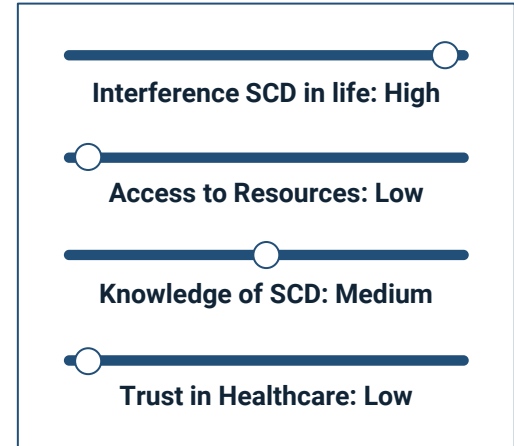 Interference SCD in life: High
Access to Resources: Low
Knowledge of SCD: Medium
Trust in Healthcare: Low